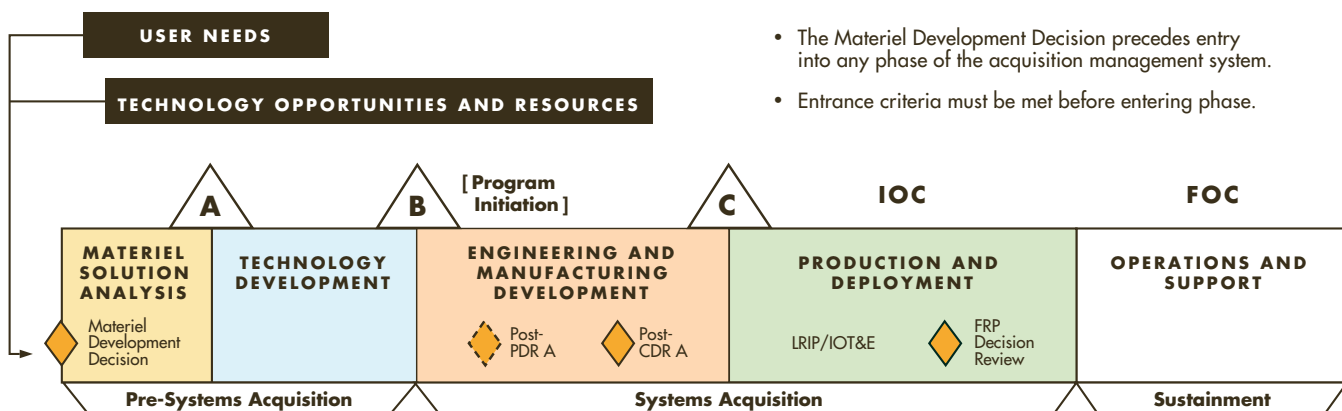 USER NEEDS
TECHNOLOGY OPPORTUNITIES AND RESOURCES
• The Materiel Development Decision precedes entry
into any phase of the acquisition management system.
• Entrance criteria must be met before entering phase.
A
B
[ Program
Initiation ]
C
IOC
FOC
MATERIEL
SOLUTION
ANALYSIS
Materiel
Development
Decision
TECHNOLOGY
DEVELOPMENT
ENGINEERING AND
MANUFACTURING
DEVELOPMENT
Post-
PDR A
Post-
CDR A
PRODUCTION AND
DEPLOYMENT
LRIP/IOT&E
FRP
Decision
Review
OPERATIONS AND
SUPPORT
Pre-Systems Acquisition
Systems Acquisition
Sustainment